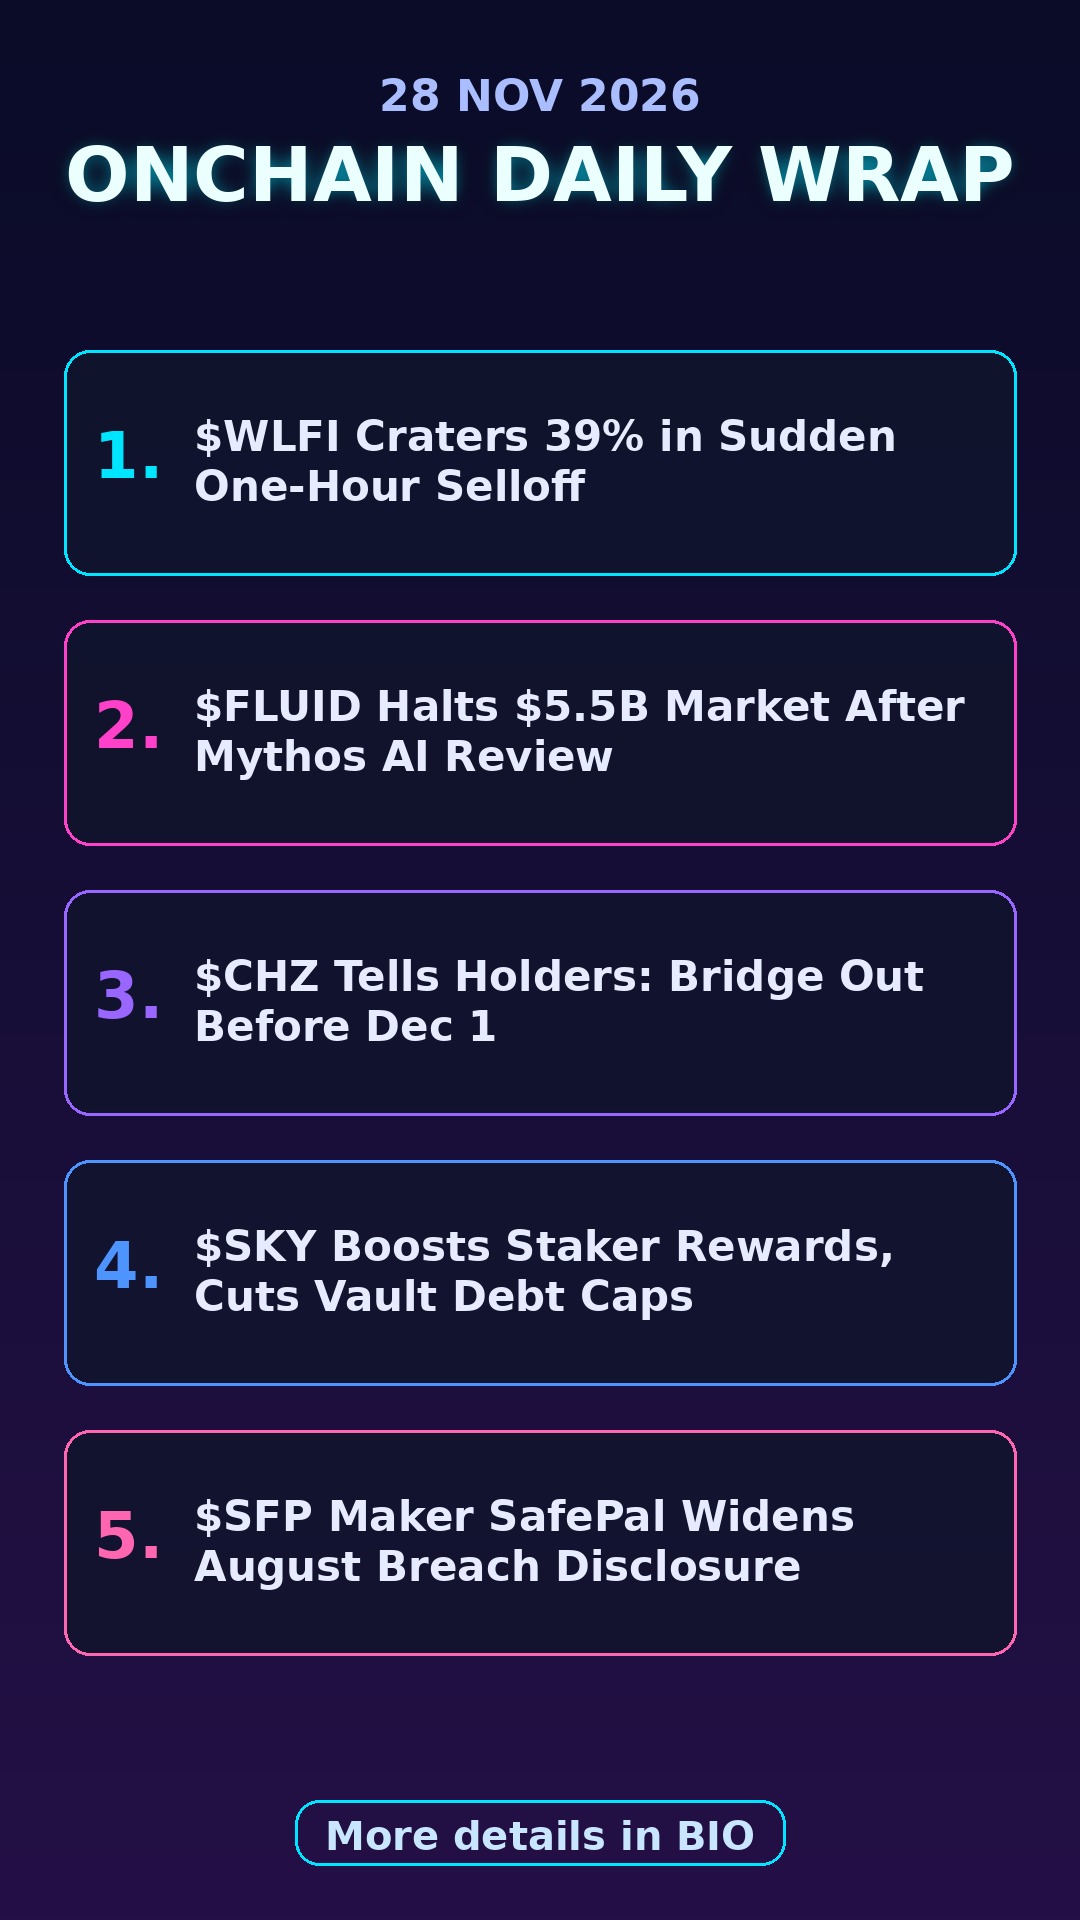 28 NOV 2026
ONCHAIN DAILY WRAP
1.
$WLFI Craters 39% in Sudden
One-Hour Selloff
2.
$FLUID Halts $5.5B Market After
Mythos AI Review
3.
$CHZ Tells Holders: Bridge Out
Before Dec 1
4.
$SKY Boosts Staker Rewards,
Cuts Vault Debt Caps
5.
$SFP Maker SafePal Widens
August Breach Disclosure
More details in BIO